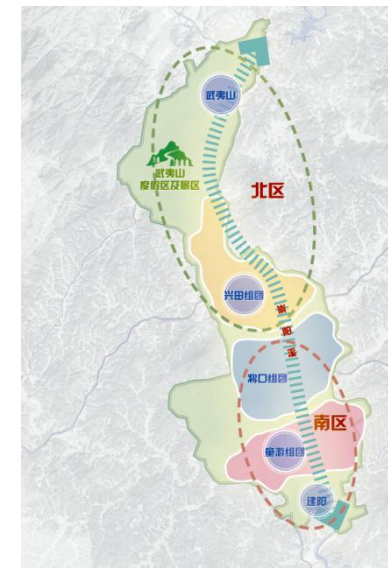 武夷山
武夷山
度假区及景区
北区
兴田组团
崇阳溪
将口组团
南区
童游组团
建阳